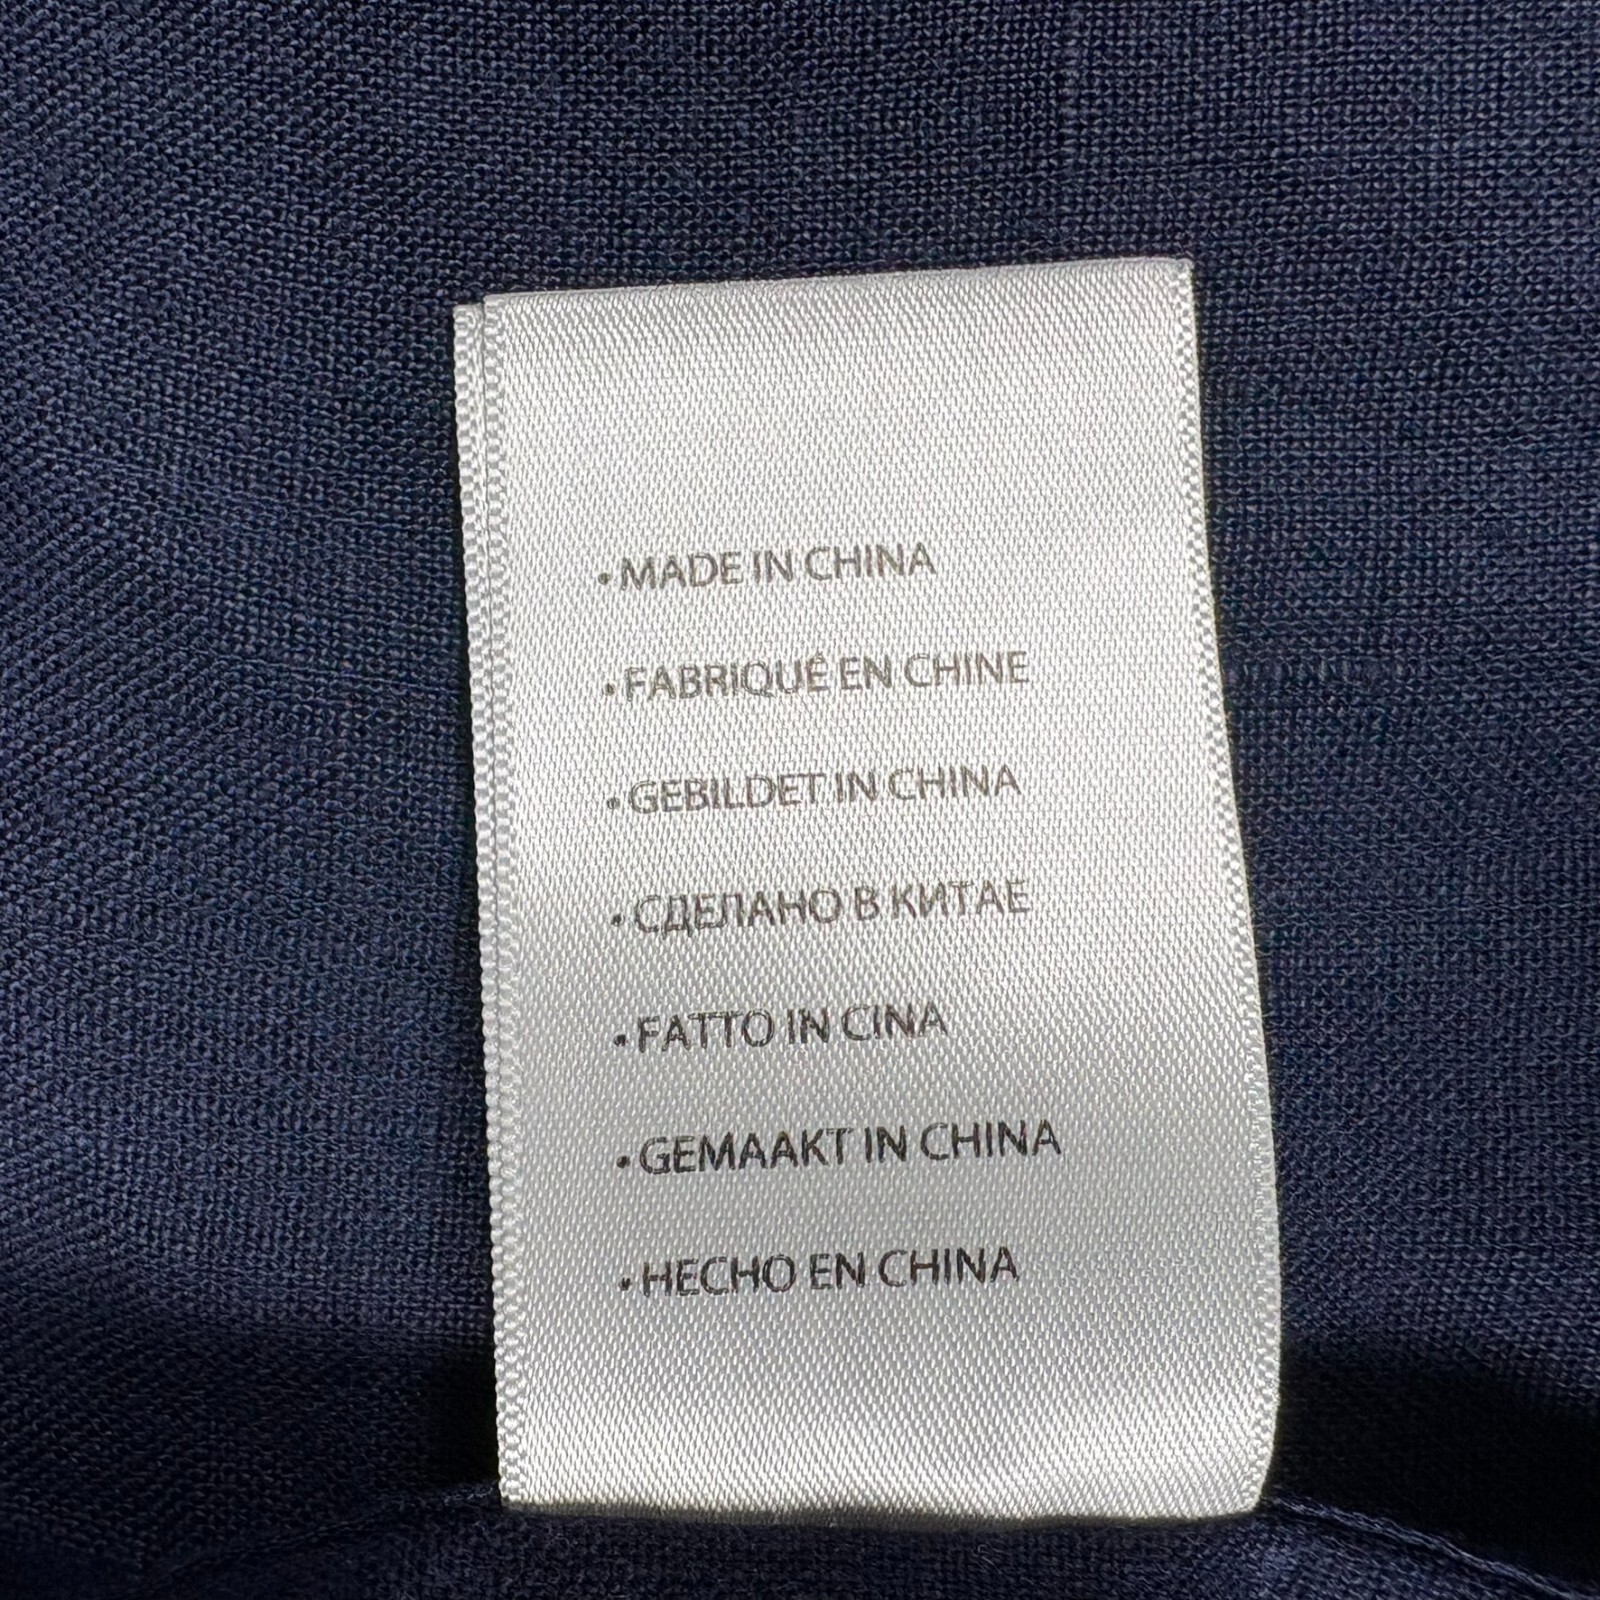 • MADE IN CHINA
• FABRIQUÉ EN CHINE
• GEBILDET IN CHINA
• СДЕЛАНО В КИТАЕ
• FATTO IN CINA
• GEMAAKT IN CHINA
• HECHO EN CHINA